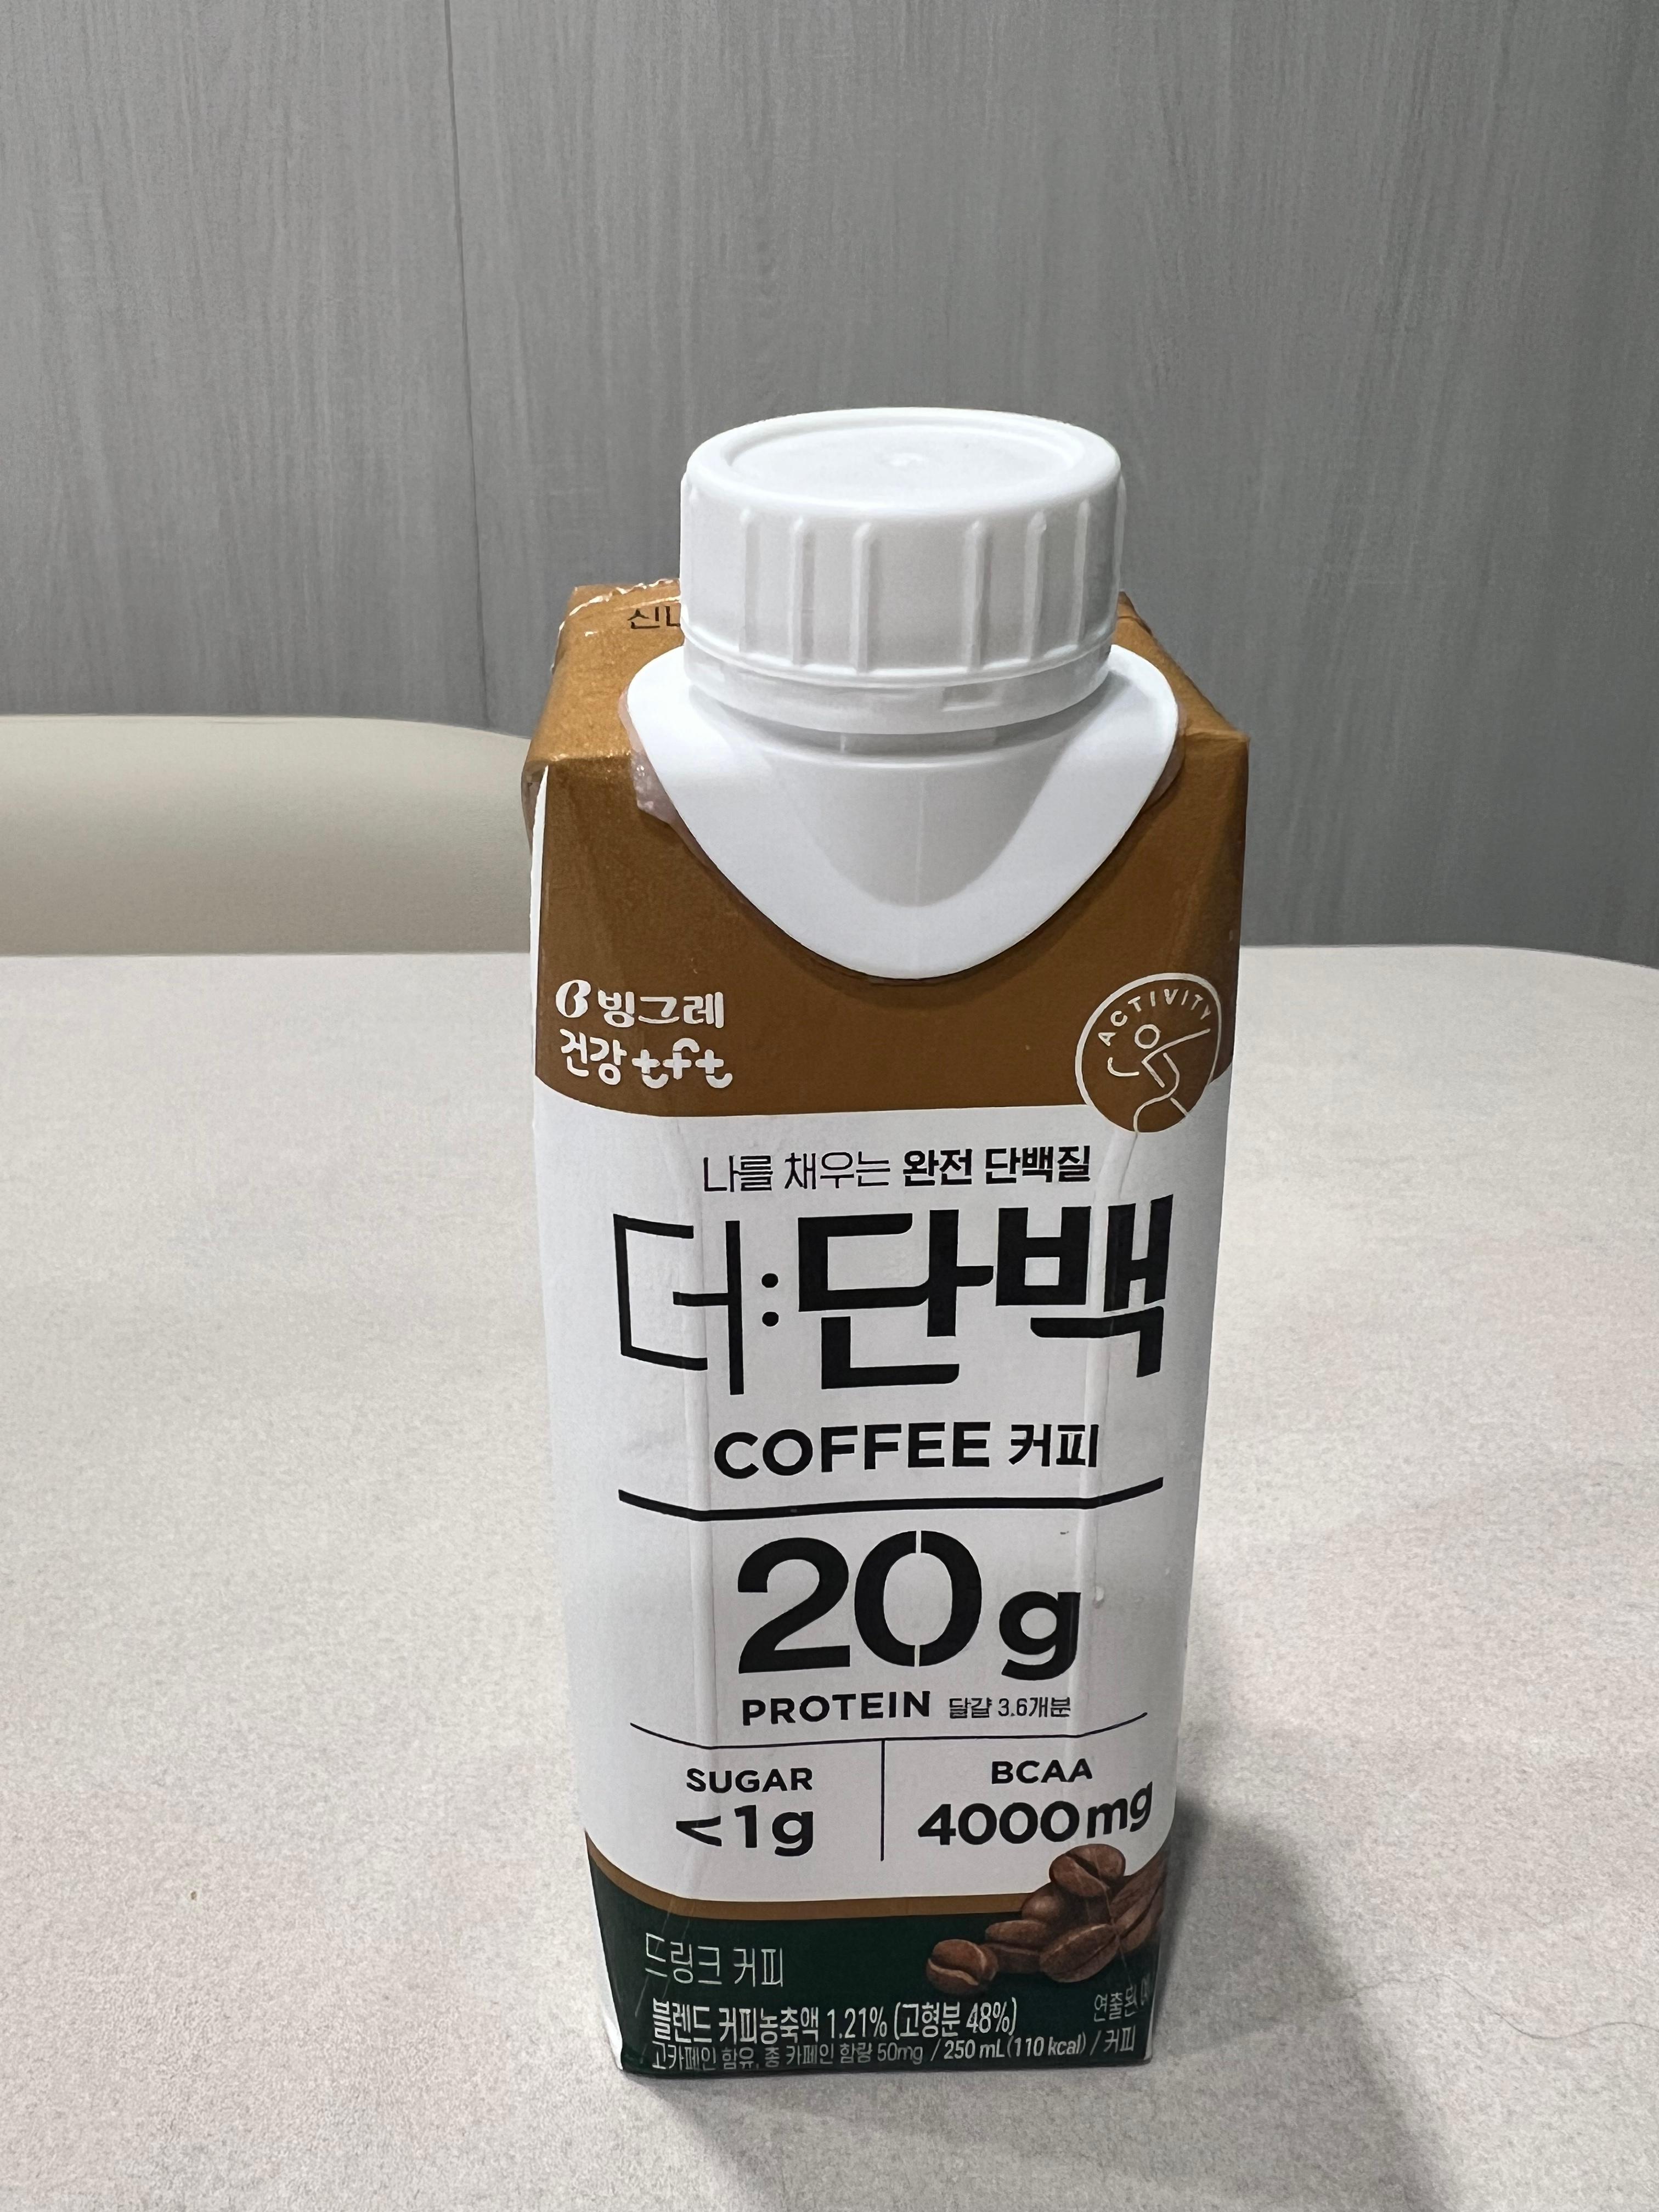 빙그레
건강 tft
ACTIVITY
나를 채우는 완전 단백질
더:단백
COFFEE 커피
20g
PROTEIN 달걀 3.6개분
SUGAR
<1g
BCAA
4000mg
드링크 커피
연출된
블렌드 커피농축액 1.21% (고형분 48%)
고카페인 함유, 총 카페인 함량 50mg / 250 mL(110 kcal) / 커피